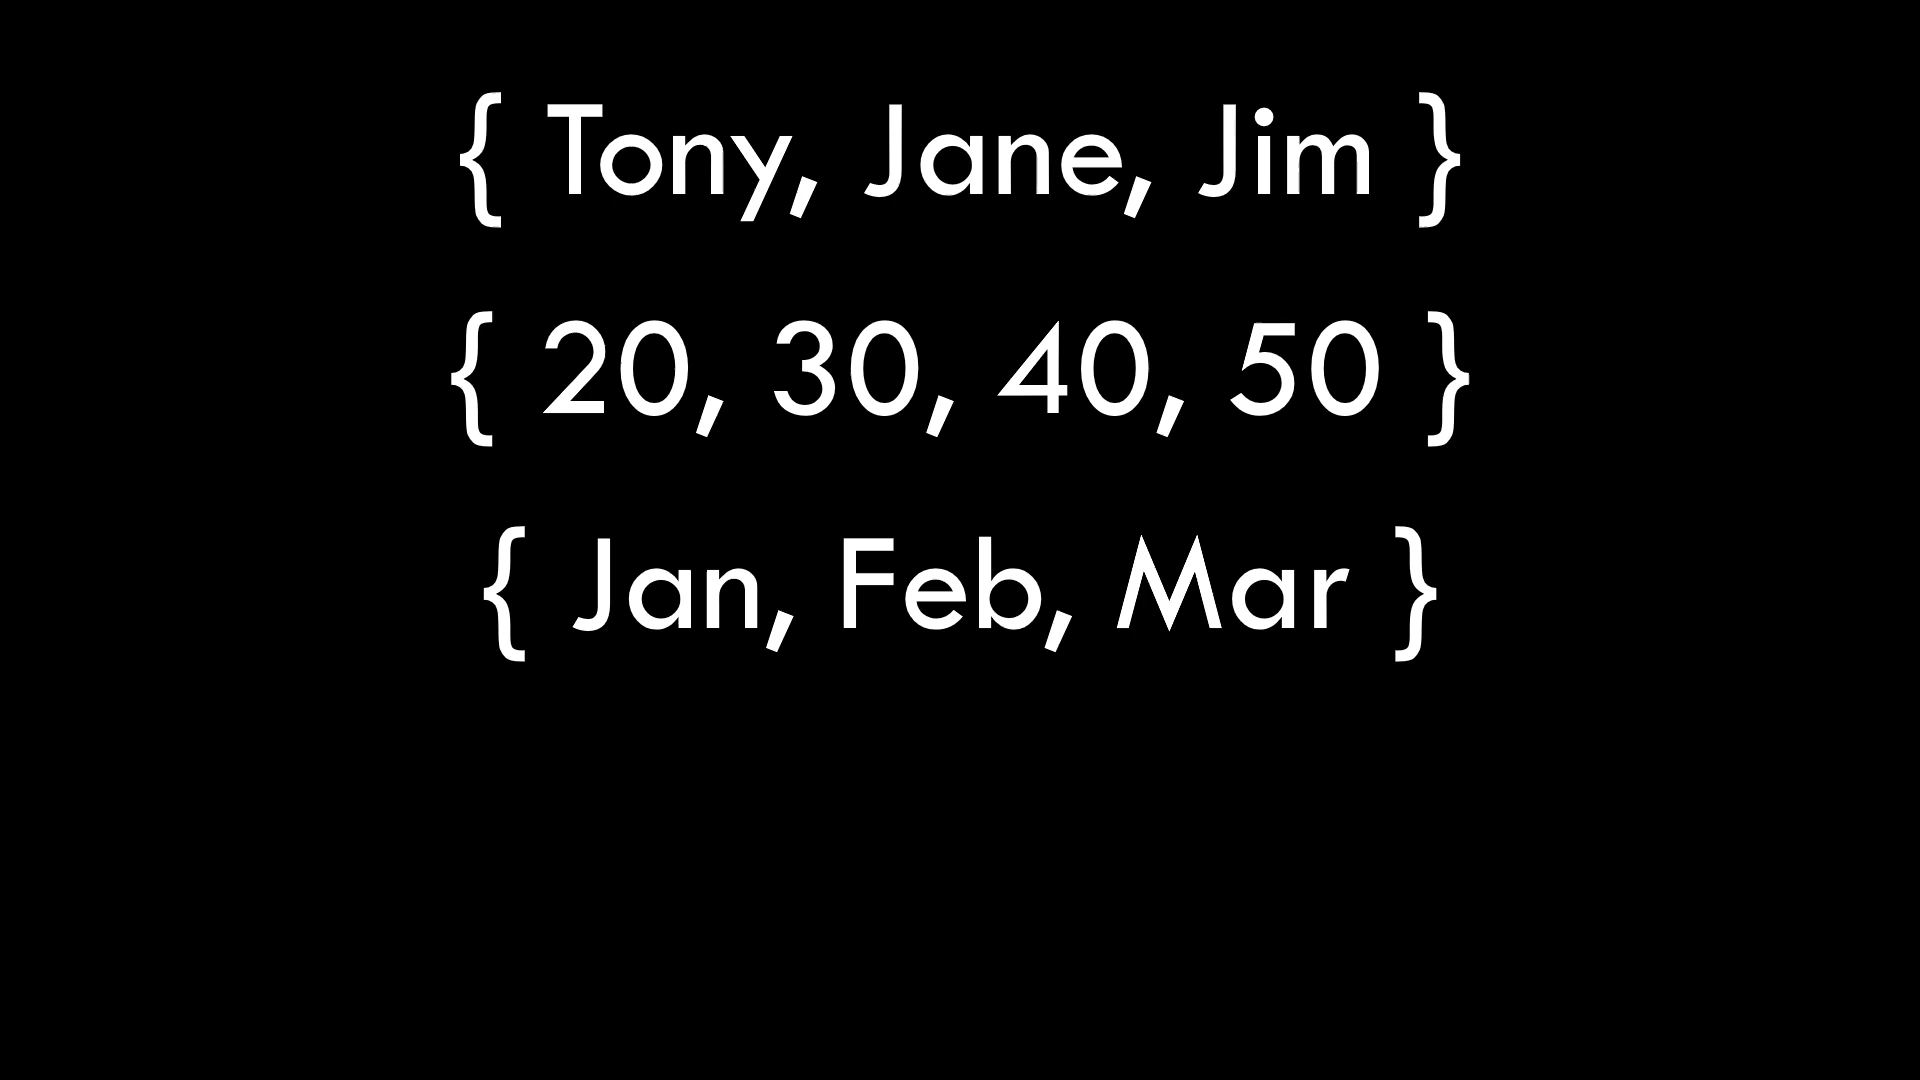 { Tony, Jane, Jim }
{ 20, 30, 40, 50 }
{ Jan, Feb, Mar }